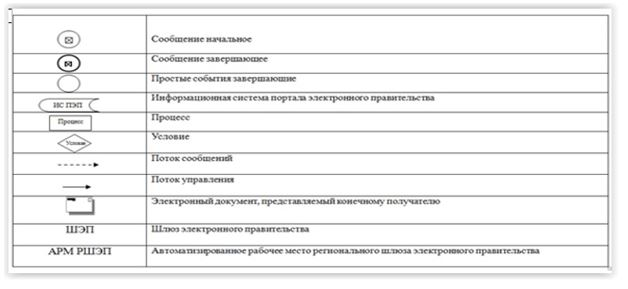 Сообщение начальное
Сообщение завершающее
Простые события завершающие
ИС ПЭП Информационная система портала электронного правительства
Процесс Процесс
Условие Условие
Поток сообщений
Поток управления
Электронный документ, представляемый конечному получателю
ШЭП Шлюз электронного правительства
АРМ РШЭП Автоматизированное рабочее место регионального шлюза электронного правительства